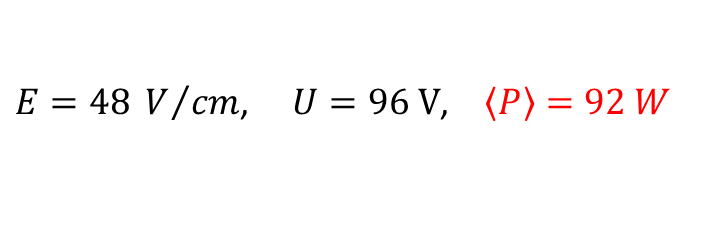 E = 48 V/cm, U = 96 V, ⟨P⟩ = 92 W